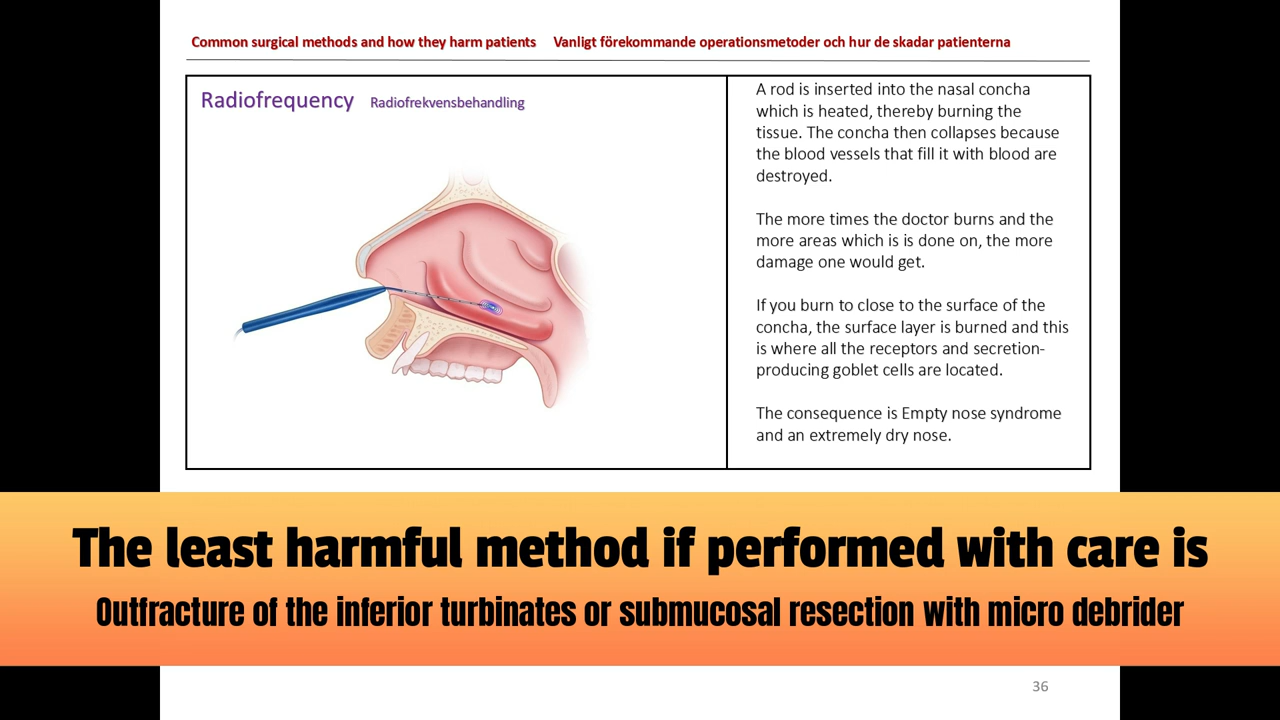 Common surgical methods and how they harm patients Vanligt förekommande operationsmetoder och hur de skadar patienterna
Radiofrequency Radiofrekvensbehandling
A rod is inserted into the nasal concha
which is heated, thereby burning the
tissue. The concha then collapses because
the blood vessels that fill it with blood are
destroyed.
The more times the doctor burns and the
more areas which is is done on, the more
damage one would get.
If you burn to close to the surface of the
concha, the surface layer is burned and this
is where all the receptors and secretion-
producing goblet cells are located.
The consequence is Empty nose syndrome
and an extremely dry nose.
The least harmful method if performed with care is
Outfracture of the inferior turbinates or submucosal resection with micro debrider
36